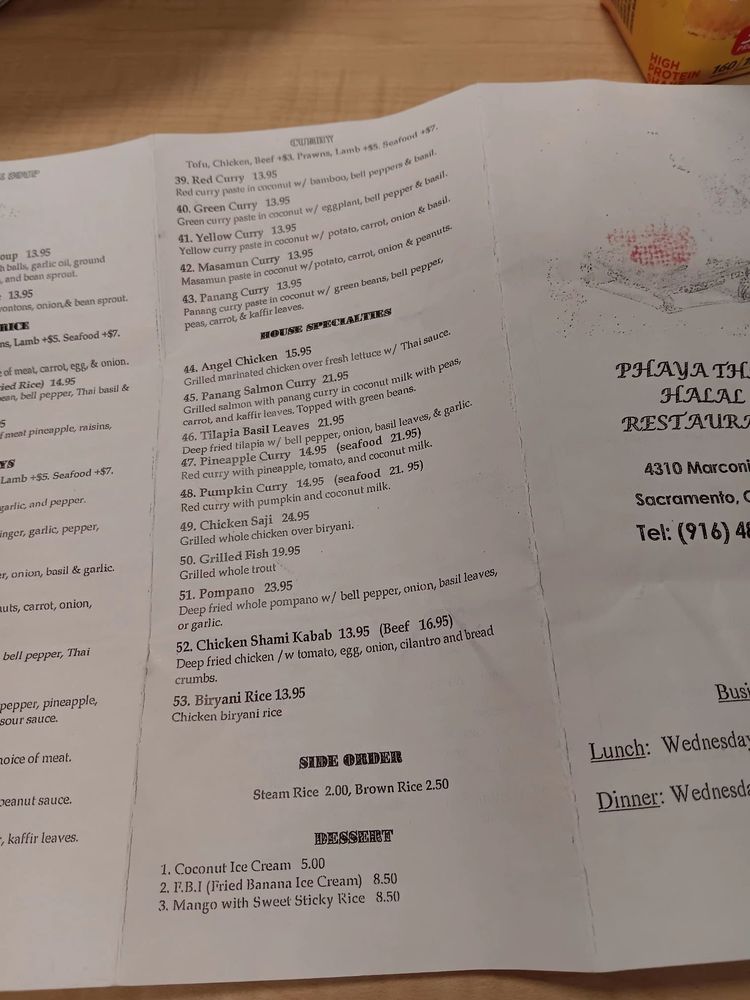 & SOUP
oup 13.95
h balls, garlic oil, ground
, and bean sprout.
13.95
vontons, onion,& bean sprout.
RICE
ns, Lamb +$5. Seafood +$7.
e of meat, carrot, egg, & onion.
ried Rice) 14.95
bean, bell pepper, Thai basil &
5
f meat pineapple, raisins,
YS
Lamb +$5. Seafood +$7.
garlic, and pepper.
inger, garlic, pepper,
r, onion, basil & garlic.
uts, carrot, onion,
bell pepper, Thai
pepper, pineapple,
sour sauce.
hoice of meat.
peanut sauce.
, kaffir leaves.
CURRY
Tofu, Chicken, Beef +$3. Prawns, Lamb +$5. Seafood +$7.
39. Red Curry 13.95
Red curry paste in coconut w/ bamboo, bell peppers & basil.
40. Green Curry 13.95
Green curry paste in coconut w/ eggplant, bell pepper & basil.
41. Yellow Curry 13.95
Yellow curry paste in coconut w/ potato, carrot, onion & basil.
42. Masamun Curry 13.95
Masamun paste in coconut w/potato, carrot, onion & peanuts.
43. Panang Curry 13.95
Panang curry paste in coconut w/ green beans, bell pepper,
peas, carrot, & kaffir leaves.
HOUSE SPECIALTIES
44. Angel Chicken 15.95
Grilled marinated chicken over fresh lettuce w/ Thai sauce.
45. Panang Salmon Curry 21.95
Grilled salmon with panang curry in coconut milk with peas,
carrot, and kaffir leaves. Topped with green beans.
46. Tilapia Basil Leaves 21.95
Deep fried tilapia w/ bell pepper, onion, basil leaves, & garlic.
47. Pineapple Curry 14.95 (seafood 21.95)
Red curry with pineapple, tomato, and coconut milk.
48. Pumpkin Curry 14.95 (seafood 21. 95)
Red curry with pumpkin and coconut milk.
49. Chicken Saji 24.95
Grilled whole chicken over biryani.
50. Grilled Fish 19.95
Grilled whole trout
51. Pompano 23.95
Deep fried whole pompano w/ bell pepper, onion, basil leaves,
or garlic.
52. Chicken Shami Kabab 13.95 (Beef 16.95)
Deep fried chicken /w tomato, egg, onion, cilantro and bread
crumbs.
53. Biryani Rice 13.95
Chicken biryani rice
SIDE ORDER
Steam Rice 2.00, Brown Rice 2.50
DESSERT
1. Coconut Ice Cream 5.00
2. F.B.I (Fried Banana Ice Cream) 8.50
3. Mango with Sweet Sticky Rice 8.50
HIGH
PROTEIN
160
PHAYA THA
HALAL
RESTAURA
4310 Marconi
Sacramento, C
Tel: (916) 48
Busi
Lunch: Wednesday
Dinner: Wednesda